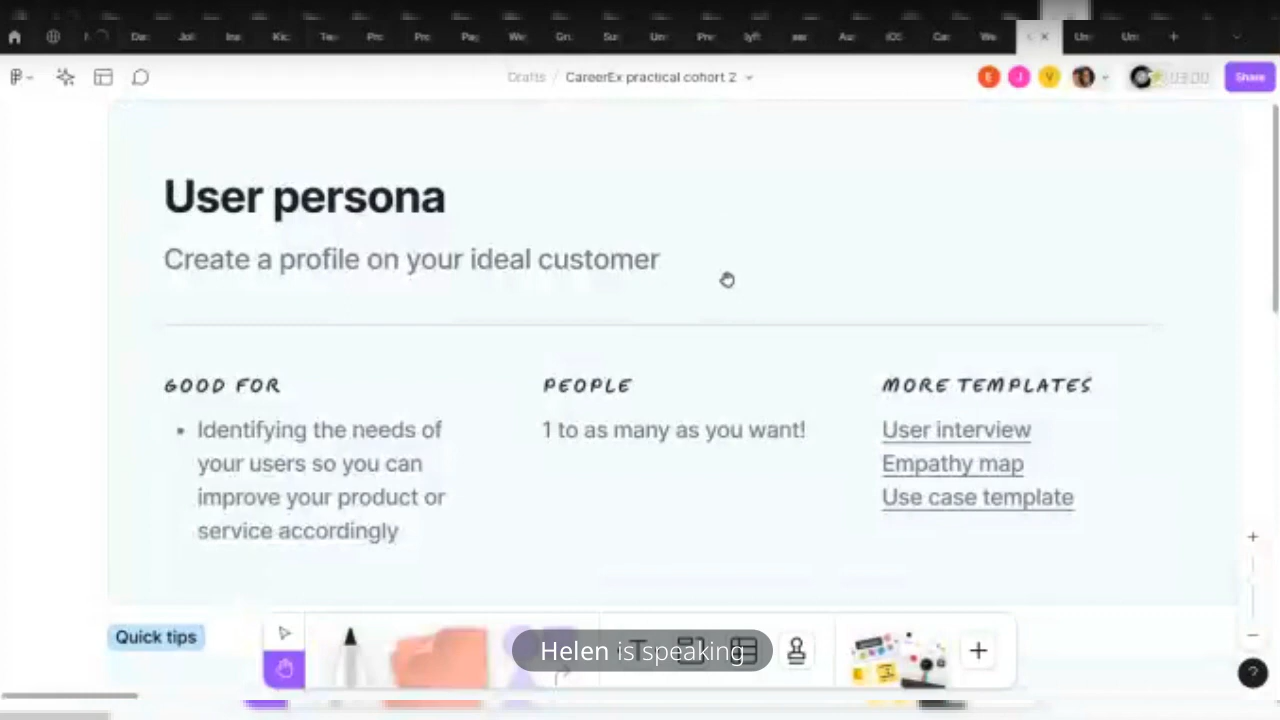 Drafts / CareerEx practical cohort 2
E J V 03:00 Share
User persona
Create a profile on your ideal customer
GOOD FOR
• Identifying the needs of
your users so you can
improve your product or
service accordingly
PEOPLE
1 to as many as you want!
MORE TEMPLATES
User interview
Empathy map
Use case template
Quick tips
Helen is speaking